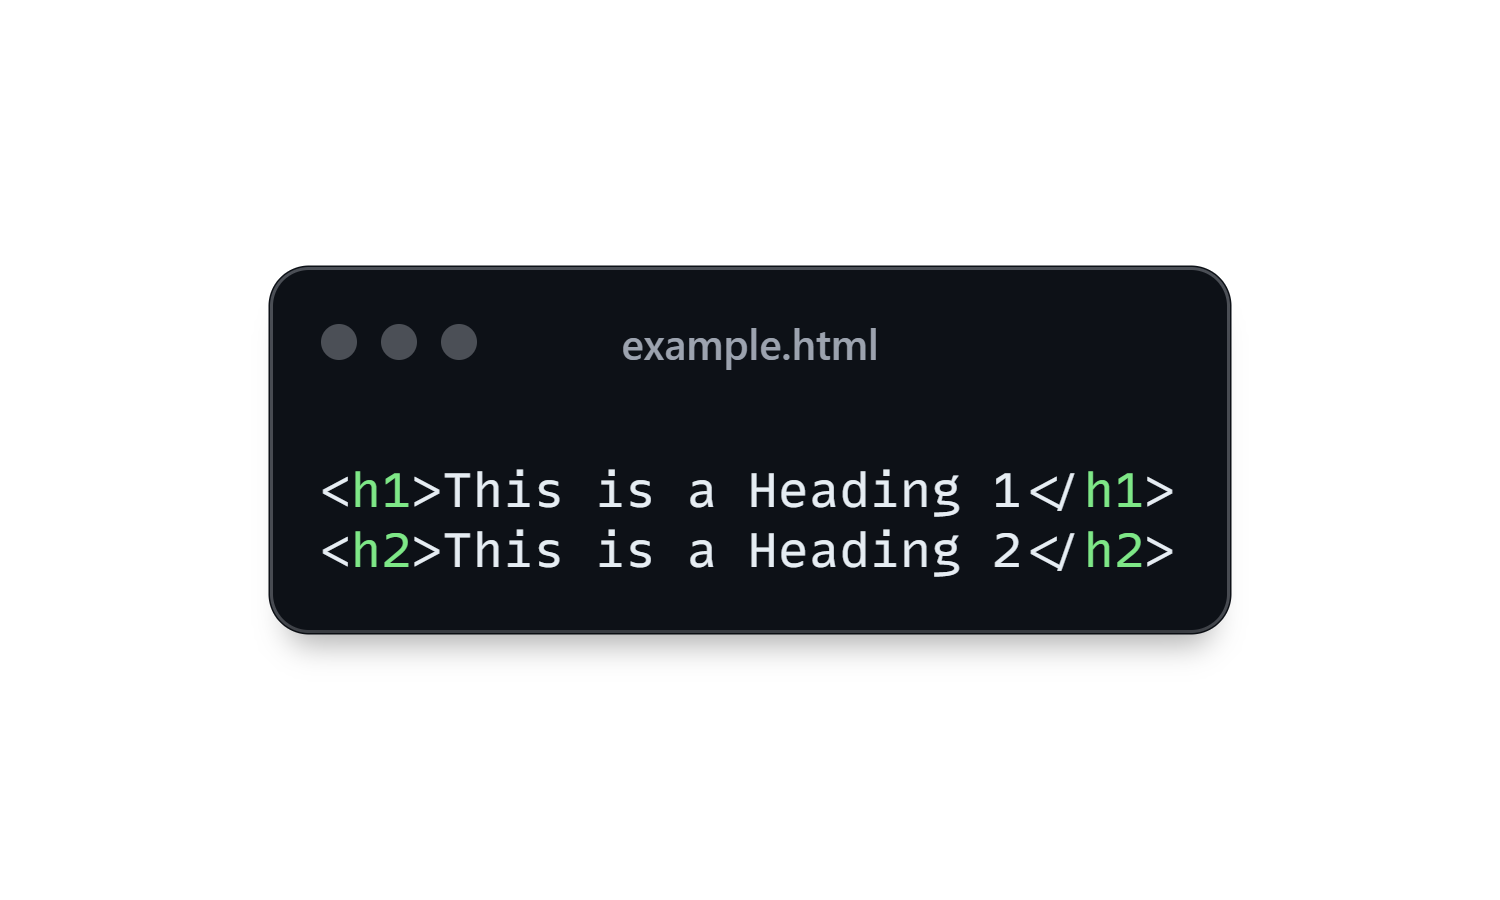 example.html
<h1>This is a Heading 1</h1>
<h2>This is a Heading 2</h2>